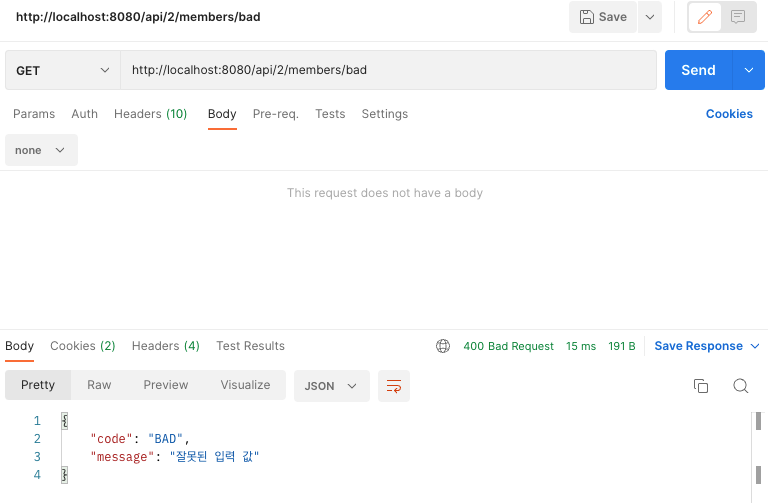 http://localhost:8080/api/2/members/bad
Save
GET
http://localhost:8080/api/2/members/bad
Send
Params Auth Headers (10) Body Pre-req. Tests Settings Cookies
none
This request does not have a body
Body Cookies (2) Headers (4) Test Results 400 Bad Request 15 ms 191 B Save Response
Pretty Raw Preview Visualize JSON
1 {
2 "code": "BAD",
3 "message": "잘못된 입력 값"
4 }